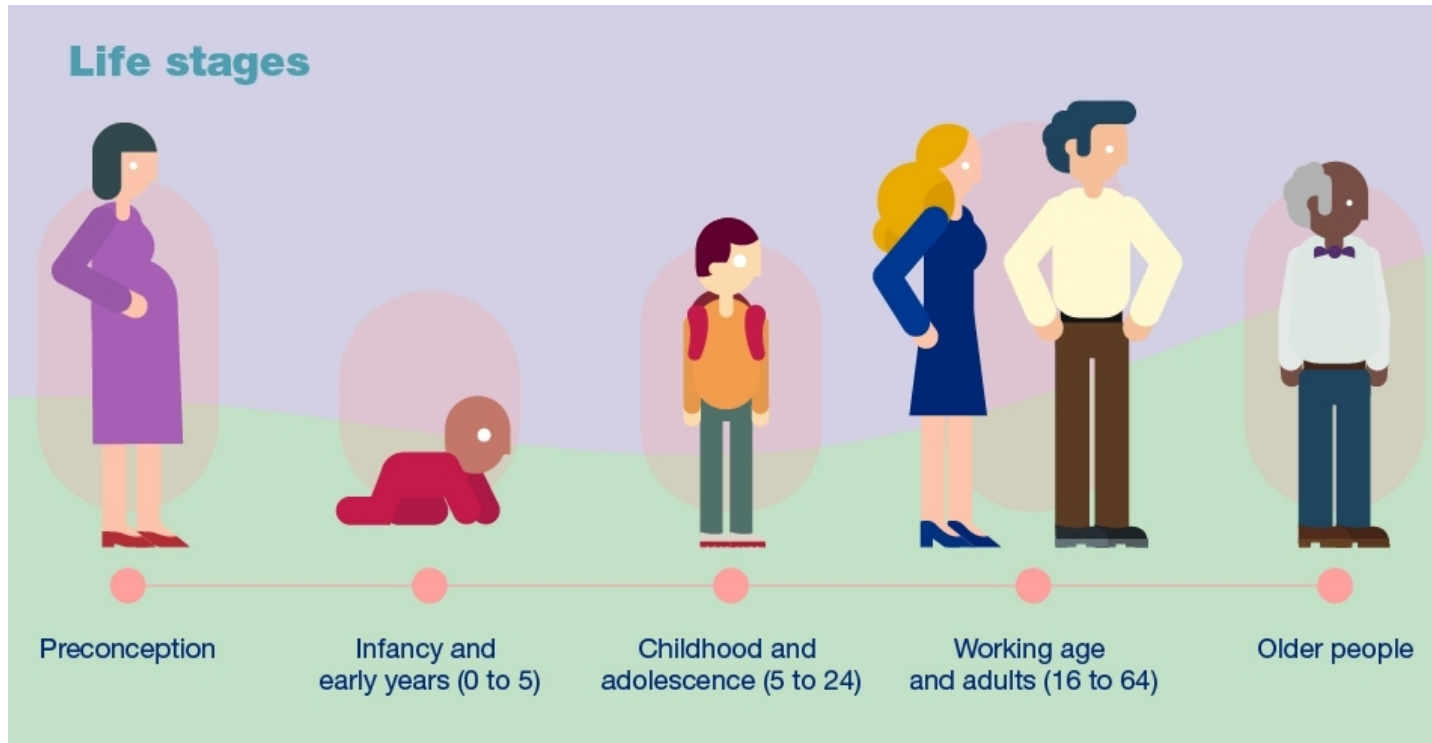 Life stages
Preconception
Infancy and
early years (0 to 5)
Childhood and
adolescence (5 to 24)
Working age
and adults (16 to 64)
Older people